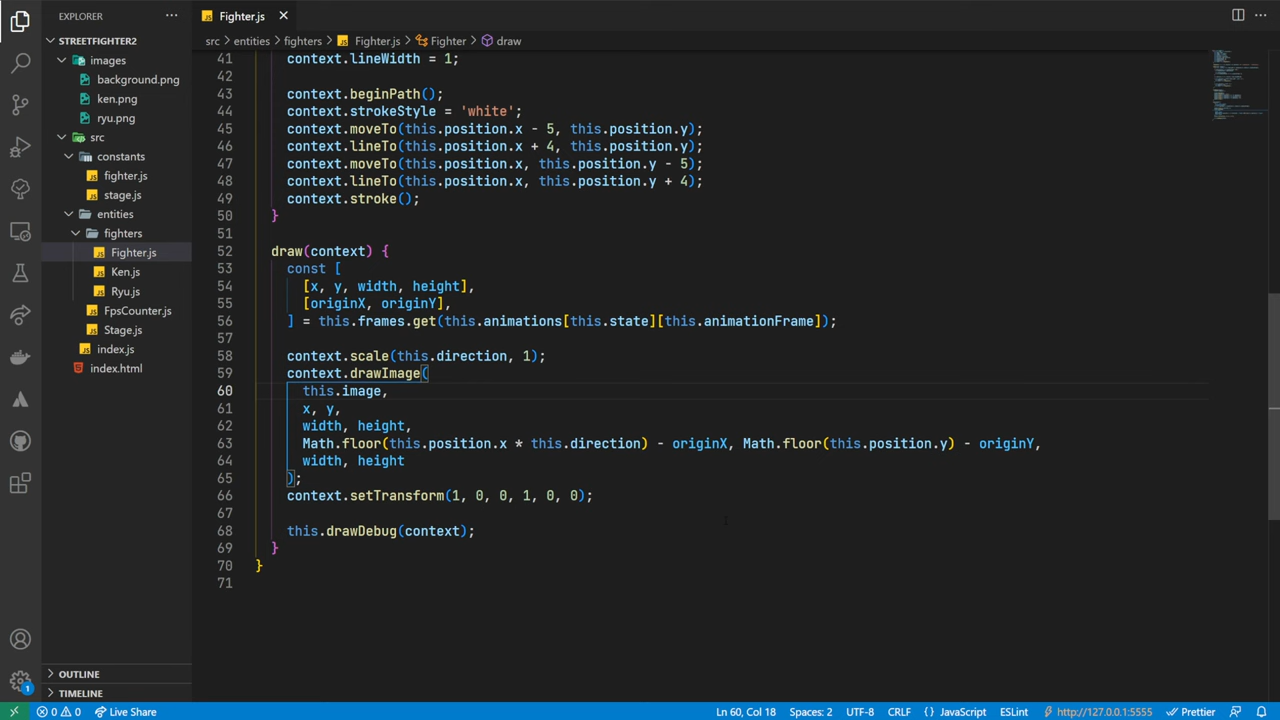 EXPLORER
STREETFIGHTER2
images
background.png
ken.png
ryu.png
src
constants
fighter.js
stage.js
entities
fighters
Fighter.js
Ken.js
Ryu.js
FpsCounter.js
Stage.js
index.js
index.html
OUTLINE
TIMELINE
Fighter.js
src > entities > fighters > Fighter.js > Fighter > draw
41 context.lineWidth = 1;
42
43 context.beginPath();
44 context.strokeStyle = 'white';
45 context.moveTo(this.position.x - 5, this.position.y);
46 context.lineTo(this.position.x + 4, this.position.y);
47 context.moveTo(this.position.x, this.position.y - 5);
48 context.lineTo(this.position.x, this.position.y + 4);
49 context.stroke();
50 }
51
52 draw(context) {
53 const [
54 [x, y, width, height],
55 [originX, originY],
56 ] = this.frames.get(this.animations[this.state][this.animationFrame]);
57
58 context.scale(this.direction, 1);
59 context.drawImage(
60 this.image,
61 x, y,
62 width, height,
63 Math.floor(this.position.x * this.direction) - originX, Math.floor(this.position.y) - originY,
64 width, height
65 );
66 context.setTransform(1, 0, 0, 1, 0, 0);
67
68 this.drawDebug(context);
69 }
70 }
71
1
0 0 Live Share Ln 60, Col 18 Spaces: 2 UTF-8 CRLF {} JavaScript ESLint http://127.0.0.1:5555 Prettier